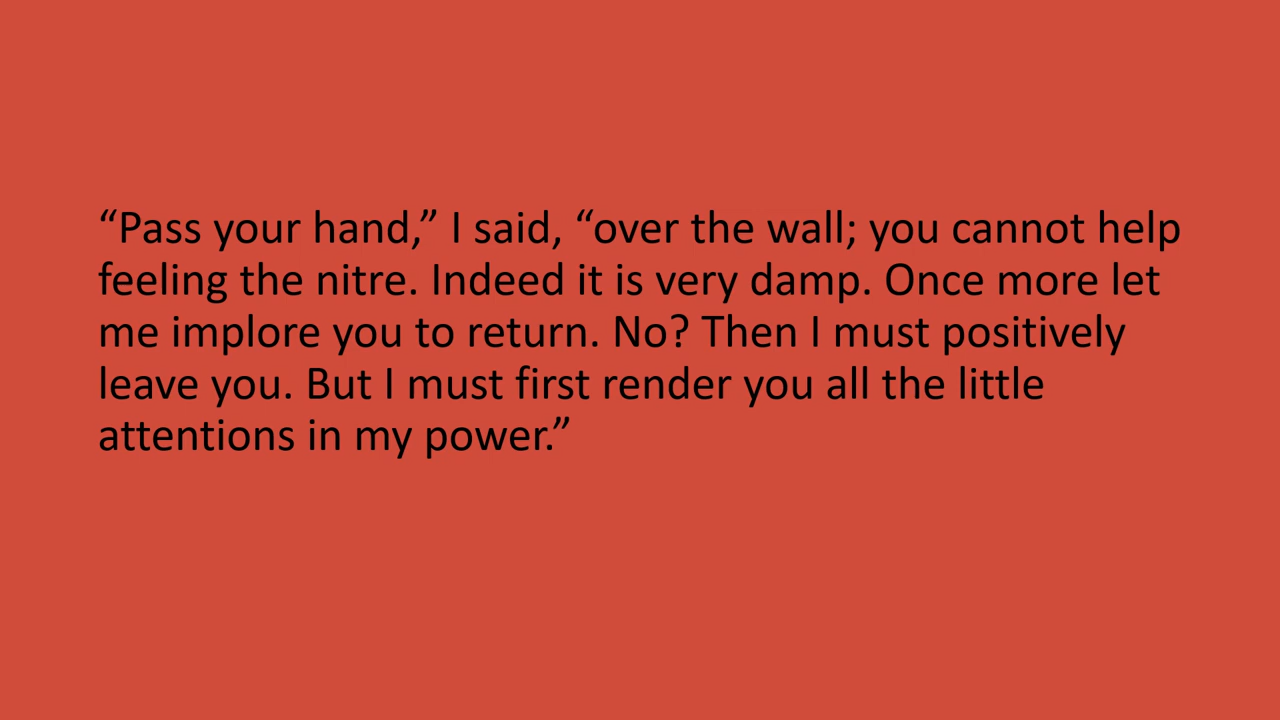 “Pass your hand,” I said, “over the wall; you cannot help
feeling the nitre. Indeed it is very damp. Once more let
me implore you to return. No? Then I must positively
leave you. But I must first render you all the little
attentions in my power.”